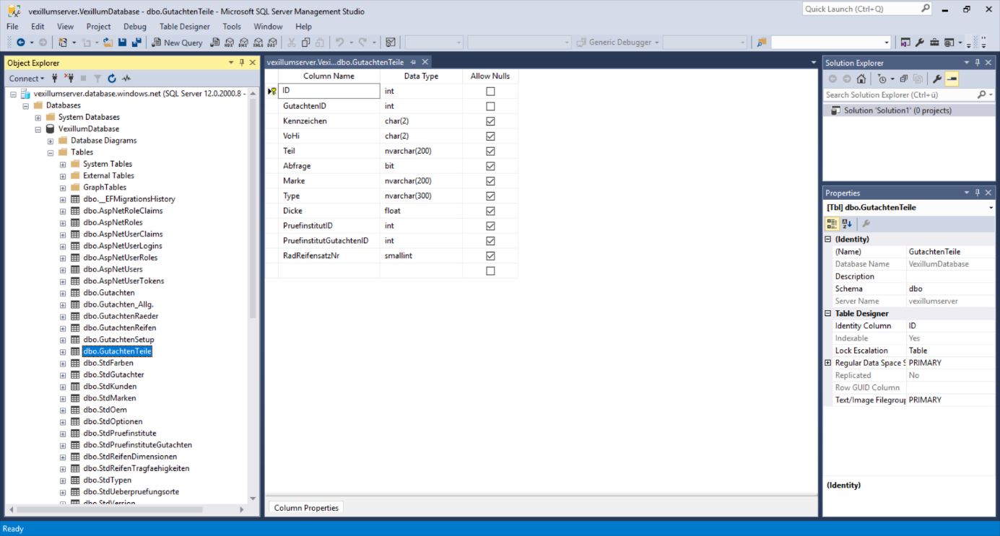 vexillumserver.VexillumDatabase - dbo.GutachtenTeile - Microsoft SQL Server Management Studio
Quick Launch (Ctrl+Q)
File Edit View Project Debug Table Designer Tools Window Help
New Query
MDX DMX XMLA DAX
Generic Debugger
Object Explorer
Connect
vexillumserver.database.windows.net (SQL Server 12.0.2000.8 -
Databases
System Databases
VexillumDatabase
Database Diagrams
Tables
System Tables
External Tables
GraphTables
dbo.__EFMigrationsHistory
dbo.AspNetRoleClaims
dbo.AspNetRoles
dbo.AspNetUserClaims
dbo.AspNetUserLogins
dbo.AspNetUserRoles
dbo.AspNetUsers
dbo.AspNetUserTokens
dbo.Gutachten
dbo.Gutachten_Allg.
dbo.GutachtenRaeder
dbo.GutachtenReifen
dbo.GutachtenSetup
dbo.GutachtenTeile
dbo.StdFarben
dbo.StdGutachter
dbo.StdKunden
dbo.StdMarken
dbo.StdOem
dbo.StdOptionen
dbo.StdPruefinstitute
dbo.StdPruefinstituteGutachten
dbo.StdReifenDimensionen
dbo.StdReifenTragfaehigkeiten
dbo.StdTypen
dbo.StdUeberpruefungsorte
dbo.StdVersion
vexillumserver.Vexi...dbo.GutachtenTeile
Column Name Data Type Allow Nulls
ID int
GutachtenID int
Kennzeichen char(2)
VoHi char(2)
Teil nvarchar(200)
Abfrage bit
Marke nvarchar(200)
Type nvarchar(300)
Dicke float
PruefinstitutID int
PruefinstitutGutachtenID int
RadReifensatzNr smallint
Column Properties
Solution Explorer
Search Solution Explorer (Ctrl+ü)
Solution 'Solution1' (0 projects)
Properties
[Tbl] dbo.GutachtenTeile
(Identity)
(Name) GutachtenTeile
Database Name VexillumDatabase
Description
Schema dbo
Server Name vexillumserver
Table Designer
Identity Column ID
Indexable Yes
Lock Escalation Table
Regular Data Space S PRIMARY
Replicated No
Row GUID Column
Text/Image Filegroup PRIMARY
(Identity)
Ready